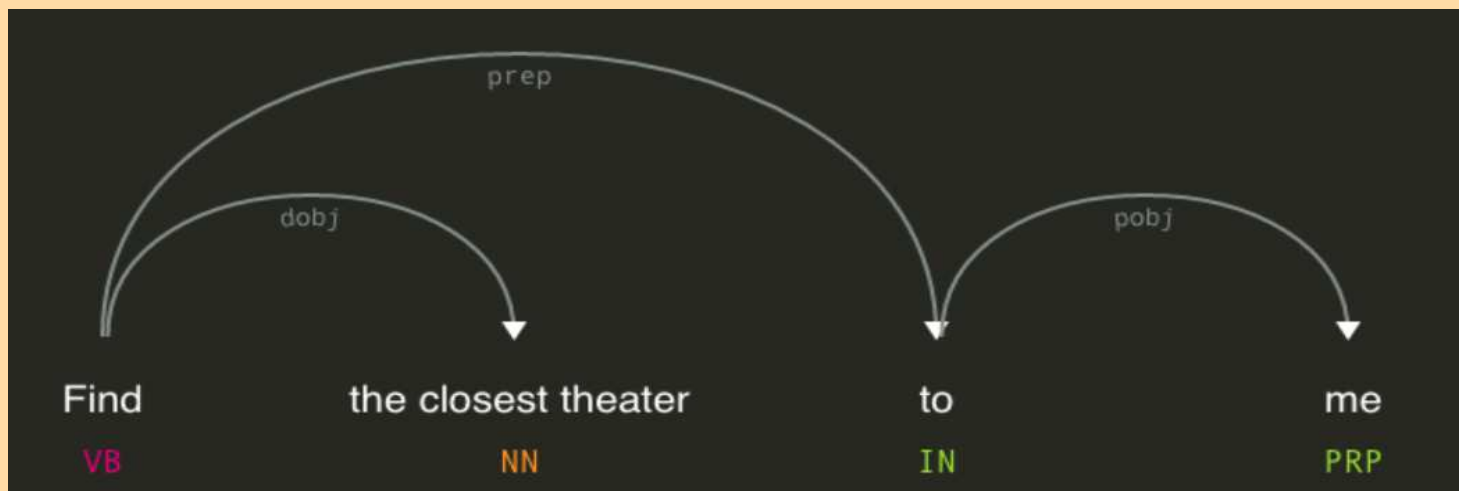 prep
dobj pobj
Find the closest theater to me
VB NN IN PRP